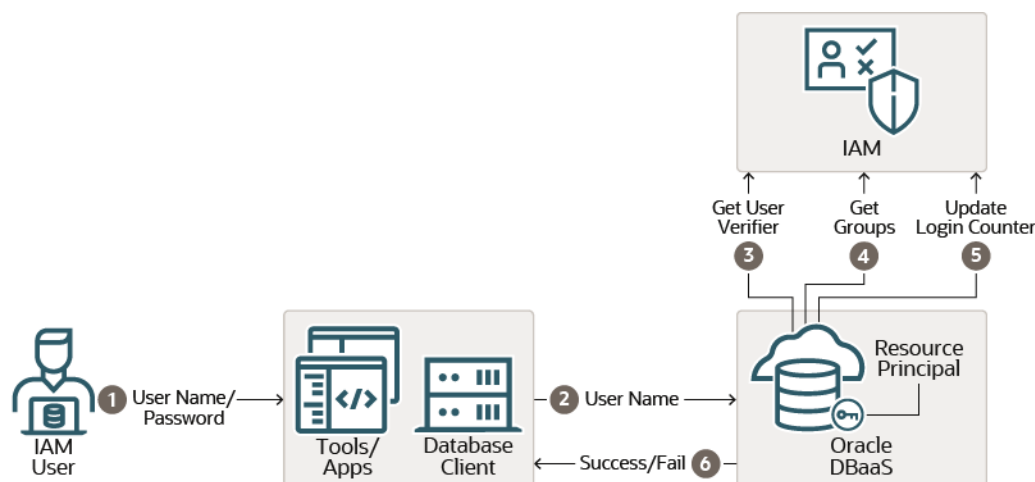 IAM
Get User
Verifier
3
Get
Groups
4
Update
Login Counter
5
IAM
User
1 User Name/
Password
</>
Tools/
Apps
Database
Client
2 User Name
Success/Fail 6
Resource
Principal
Oracle
DBaaS